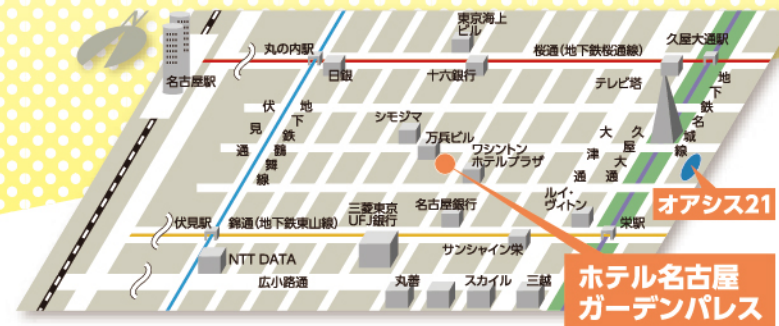 東京海上
ビル
丸の内駅
桜通(地下鉄桜通線)
久屋大通駅
名古屋駅
日銀
十六銀行
テレビ塔
地下鉄名城線
伏見通
地下鉄鶴舞線
シモジマ
万兵ビル
ワシントン
ホテルプラザ
大津通
久屋大通
オアシス21
ルイ・
ヴィトン
三菱東京
UFJ銀行
名古屋銀行
伏見駅
錦通(地下鉄東山線)
栄駅
サンシャイン栄
NTT DATA
広小路通
丸善
スカイル
三越
ホテル名古屋
ガーデンパレス